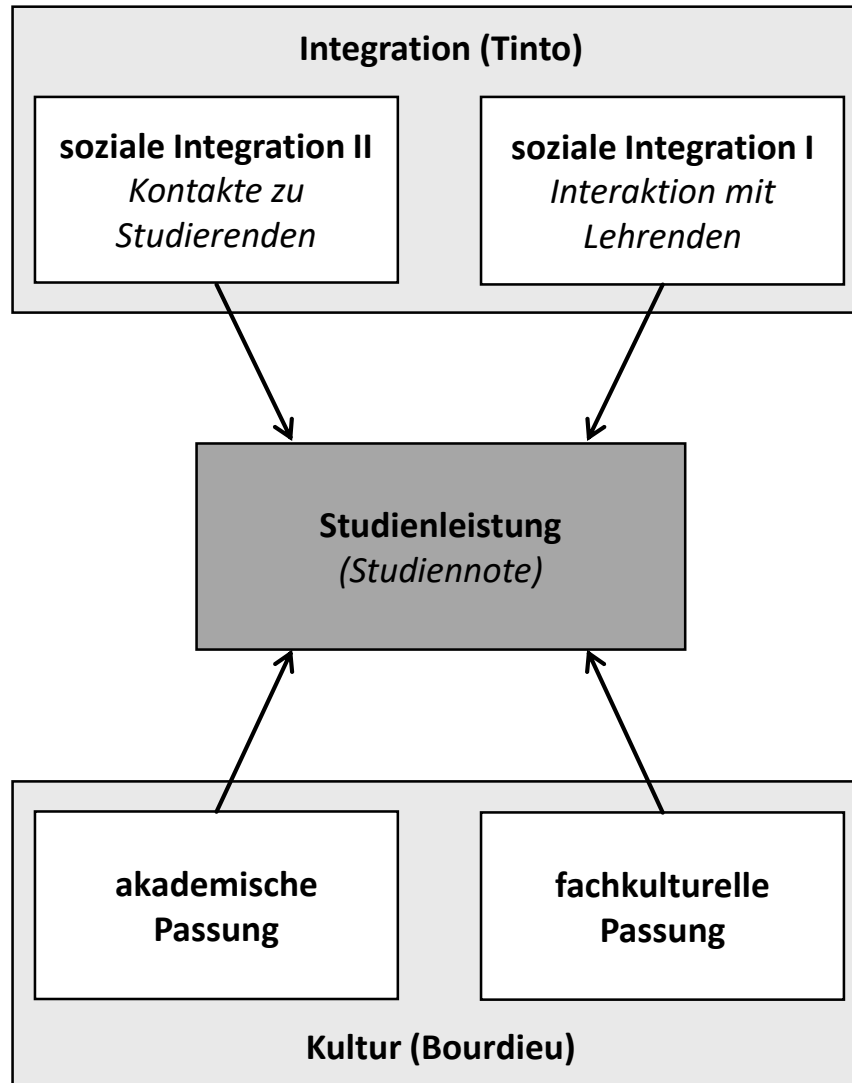 Integration (Tinto)
soziale Integration II
Kontakte zu
Studierenden
soziale Integration I
Interaktion mit
Lehrenden
Studienleistung
(Studiennote)
akademische
Passung
fachkulturelle
Passung
Kultur (Bourdieu)